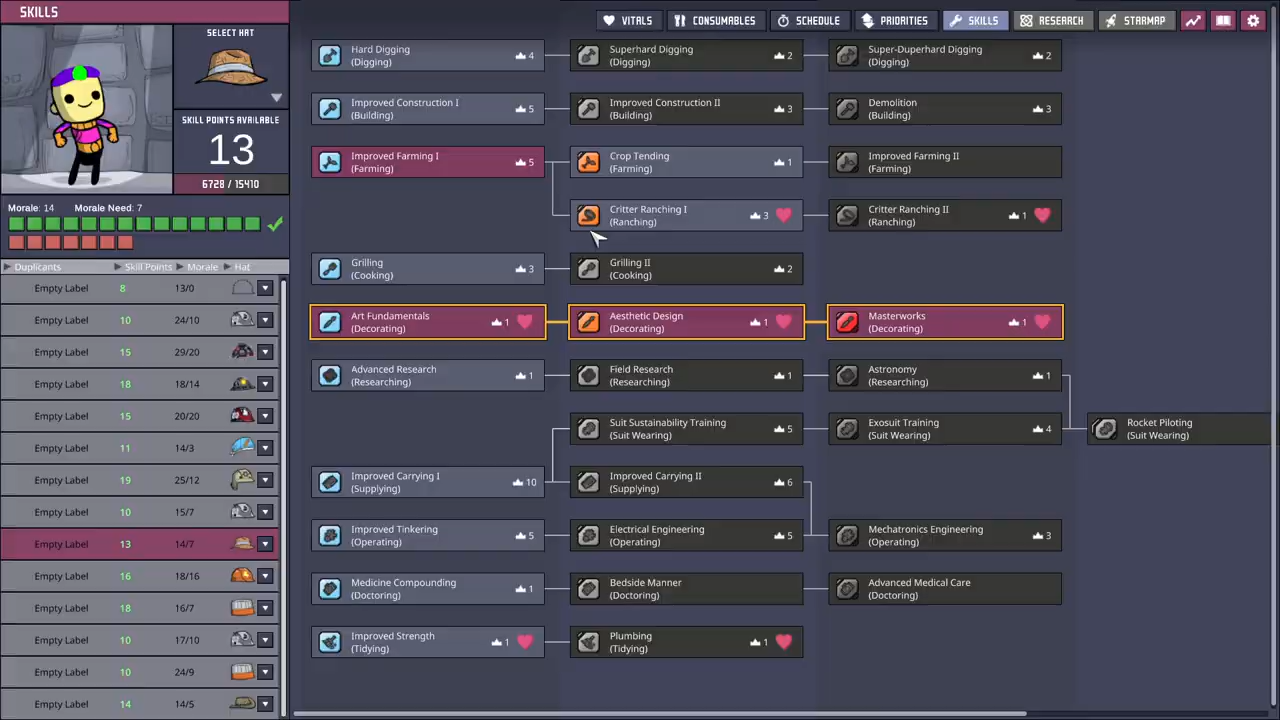 SKILLS
VITALS
CONSUMABLES
SCHEDULE
PRIORITIES
SKILLS
RESEARCH
STARMAP
SELECT HAT
SKILL POINTS AVAILABLE
13
6728 / 15410
Morale: 14 Morale Need: 7
Duplicants Skill Points Morale Hat
Empty Label 8 13/0
Empty Label 10 24/10
Empty Label 15 29/20
Empty Label 18 18/14
Empty Label 15 20/20
Empty Label 11 14/3
Empty Label 19 25/12
Empty Label 10 15/7
Empty Label 13 14/7
Empty Label 16 18/16
Empty Label 18 16/7
Empty Label 10 17/10
Empty Label 10 24/9
Empty Label 14 14/5
Hard Digging
(Digging)
4
Superhard Digging
(Digging)
2
Super-Duperhard Digging
(Digging)
2
Improved Construction I
(Building)
5
Improved Construction II
(Building)
3
Demolition
(Building)
3
Improved Farming I
(Farming)
5
Crop Tending
(Farming)
1
Improved Farming II
(Farming)
Critter Ranching I
(Ranching)
3
Critter Ranching II
(Ranching)
1
Grilling
(Cooking)
3
Grilling II
(Cooking)
2
Art Fundamentals
(Decorating)
1
Aesthetic Design
(Decorating)
1
Masterworks
(Decorating)
1
Advanced Research
(Researching)
1
Field Research
(Researching)
1
Astronomy
(Researching)
1
Suit Sustainability Training
(Suit Wearing)
5
Exosuit Training
(Suit Wearing)
4
Rocket Piloting
(Suit Wearing)
Improved Carrying I
(Supplying)
10
Improved Carrying II
(Supplying)
6
Improved Tinkering
(Operating)
5
Electrical Engineering
(Operating)
5
Mechatronics Engineering
(Operating)
3
Medicine Compounding
(Doctoring)
1
Bedside Manner
(Doctoring)
Advanced Medical Care
(Doctoring)
Improved Strength
(Tidying)
1
Plumbing
(Tidying)
1